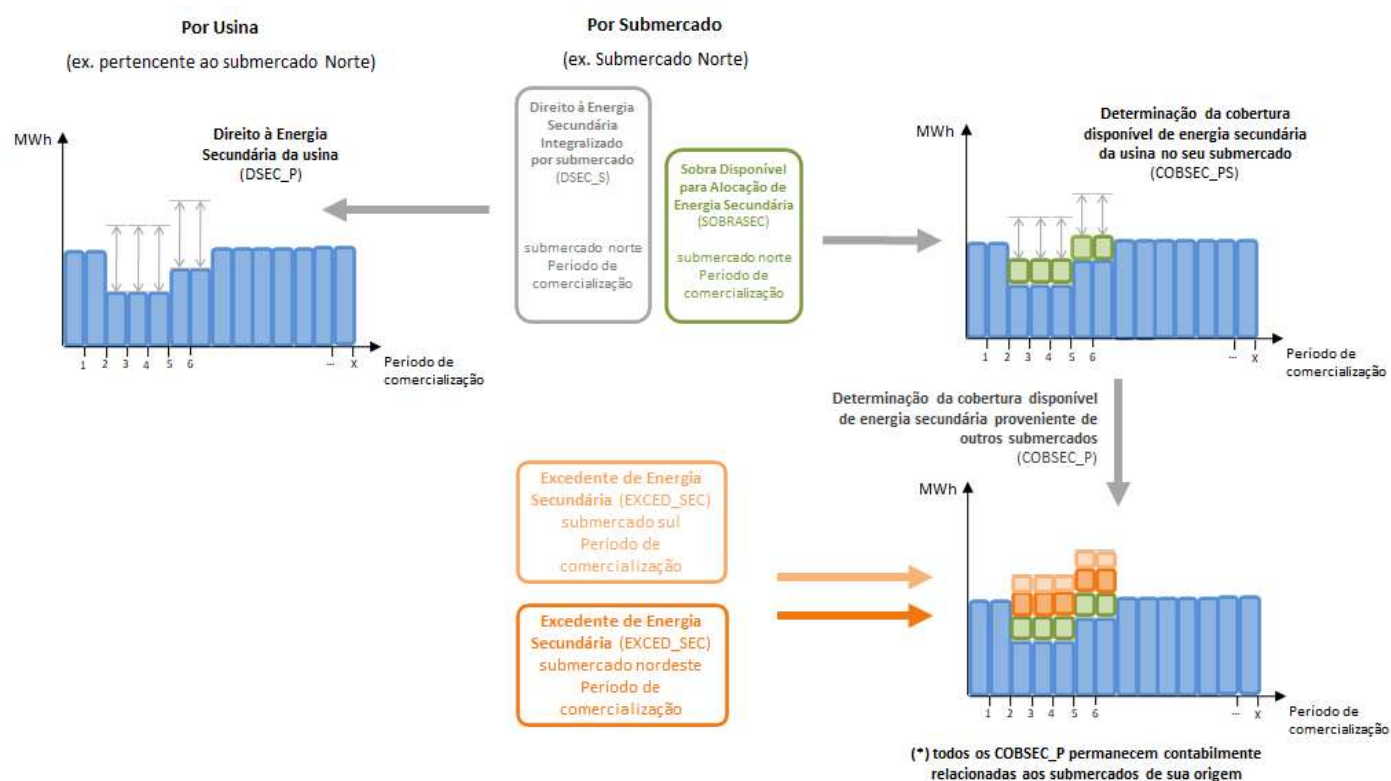 Por Usina
(ex. pertencente ao submercado Norte)
Por Submercado
(ex. Submercado Norte)
MWh
Direito à Energia
Secundária da usina
(DSEC_P)
1 2 3 4 5 6 ... x
Período de
comercialização
Direito à Energia
Secundária
Integralizado
por submercado
(DSEC_S)
submercado norte
Período de
comercialização
Sobra Disponível
para Alocação de
Energia Secundária
(SOBRASEC)
submercado norte
Período de
comercialização
Determinação da cobertura
disponível de energia secundária
da usina no seu submercado
(COBSEC_PS)
MWh
1 2 3 4 5 6 ... x
Período de
comercialização
Determinação da cobertura disponível
de energia secundária proveniente de
outros submercados
(COBSEC_P)
Excedente de Energia
Secundária (EXCED_SEC)
submercado sul
Período de
comercialização
Excedente de Energia
Secundária (EXCED_SEC)
submercado nordeste
Período de
comercialização
MWh
1 2 3 4 5 6 ... x
Período de
comercialização
(*) todos os COBSEC_P permanecem contabilmente
relacionadas aos submercados de sua origem